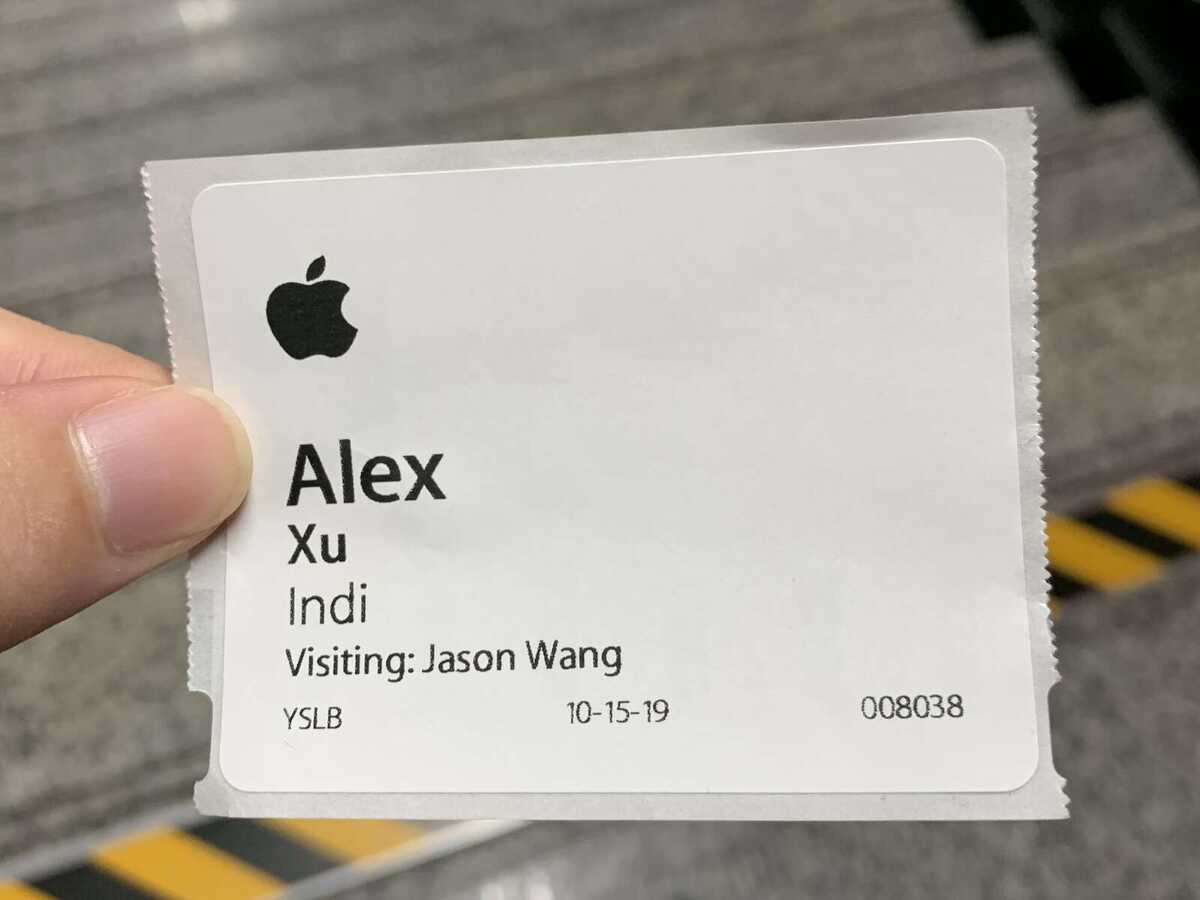 Alex
Xu
Indi
Visiting: Jason Wang
YSLB 10-15-19 008038